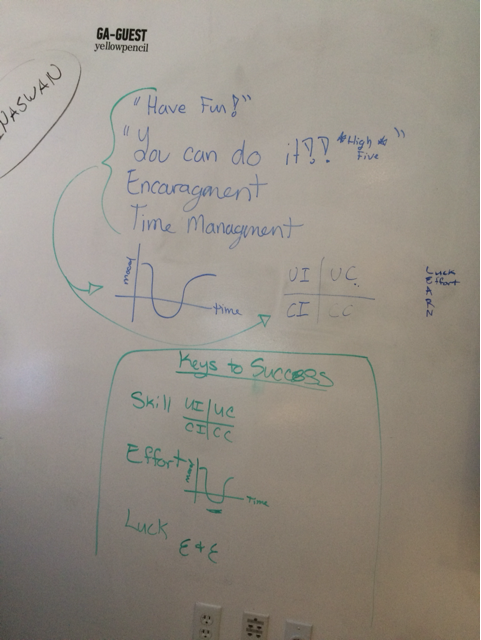 GA-GUEST
yellowpencil
NASWAN
"Have Fun!"
"You can do it!! *High Five*"
Encaragment
Time Managment
mood
time
UI UC
CI CC
Luck
Effort
A
R
N
Keys to Success
Skill UI UC
CI CC
Effort
mood
Time
Luck
E + E